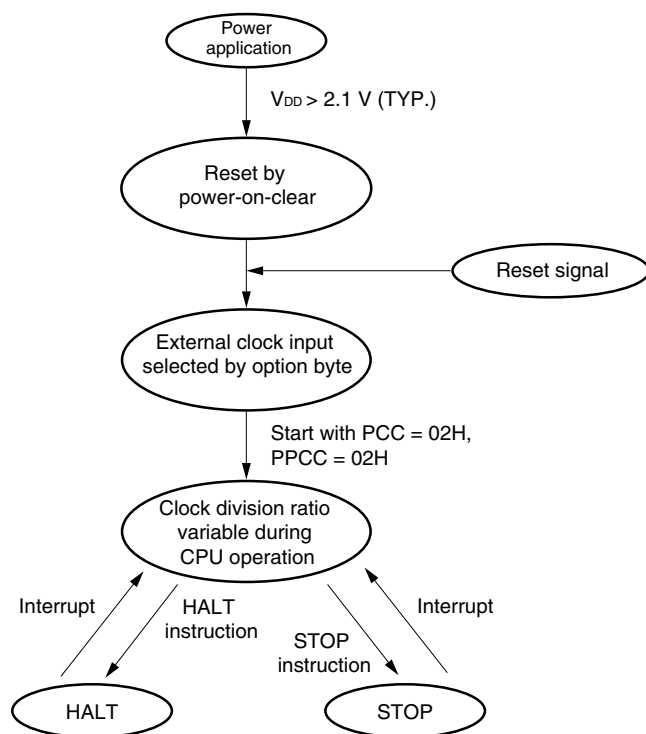 Power
application
VDD > 2.1 V (TYP.)
Reset by
power-on-clear
Reset signal
External clock input
selected by option byte
Start with PCC = 02H,
PPCC = 02H
Clock division ratio
variable during
CPU operation
Interrupt
HALT
instruction
STOP
instruction
Interrupt
HALT
STOP